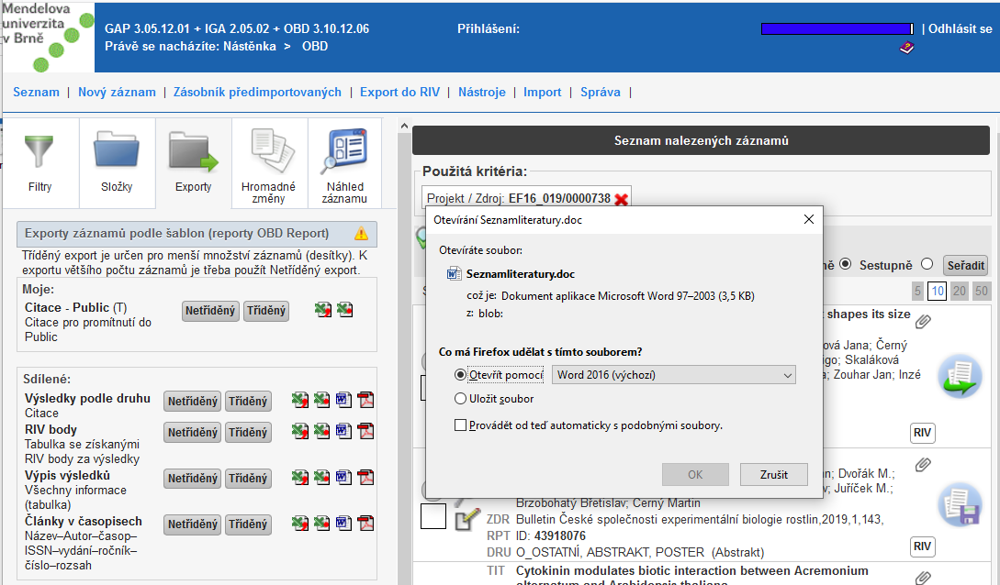 Mendelova
univerzita
v Brně
GAP 3.05.12.01 + IGA 2.05.02 + OBD 3.10.12.06
Právě se nacházíte: Nástěnka > OBD
Přihlášení:
| Odhlásit se
Seznam | Nový záznam | Zásobník předimportovaných | Export do RIV | Nástroje | Import | Správa |
Filtry
Složky
Exporty
Hromadné
změny
Náhled
záznamu
Exporty záznamů podle šablon (reporty OBD Report)
Tříděný export je určen pro menší množství záznamů (desítky). K
exportu většího počtu záznamů je třeba použít Netříděný export.
Moje:
Citace - Public (T)
Citace pro promítnutí do
Public
Netříděný Tříděný
Sdílené:
Výsledky podle druhu
Citace
Netříděný Tříděný
RIV body
Tabulka se získanými
RIV body za výsledky
Netříděný Tříděný
Výpis výsledků
Všechny informace
(tabulka)
Netříděný Tříděný
Články v časopisech
Název–Autor–časop–
ISSN–vydání–ročník–
číslo–rozsah
Netříděný Tříděný
Seznam nalezených záznamů
Použitá kritéria:
Projekt / Zdroj: EF16_019/0000738
ně Sestupně Seřadit
5 10 20 50
shapes its size
ová Jana; Černý
igo; Skaláková
a; Zouhar Jan; Inzé
RIV
Otevírání Seznamliteratury.doc
Otevíráte soubor:
Seznamliteratury.doc
což je: Dokument aplikace Microsoft Word 97–2003 (3,5 KB)
z: blob:
Co má Firefox udělat s tímto souborem?
Otevřít pomocí Word 2016 (výchozí)
Uložit soubor
Provádět od teď automaticky s podobnými soubory.
OK Zrušit
n; Dvořák M.;
v; Juříček M.;
Brzobohatý Břetislav; Černý Martin
ZDR Bulletin České společnosti experimentální biologie rostlin,2019,1,143,
RPT ID: 43918076
DRU O_OSTATNÍ, ABSTRAKT, POSTER (Abstrakt)
RIV
TIT Cytokinin modulates biotic interaction between Acremonium
alternatum and Arabidopsis thaliana